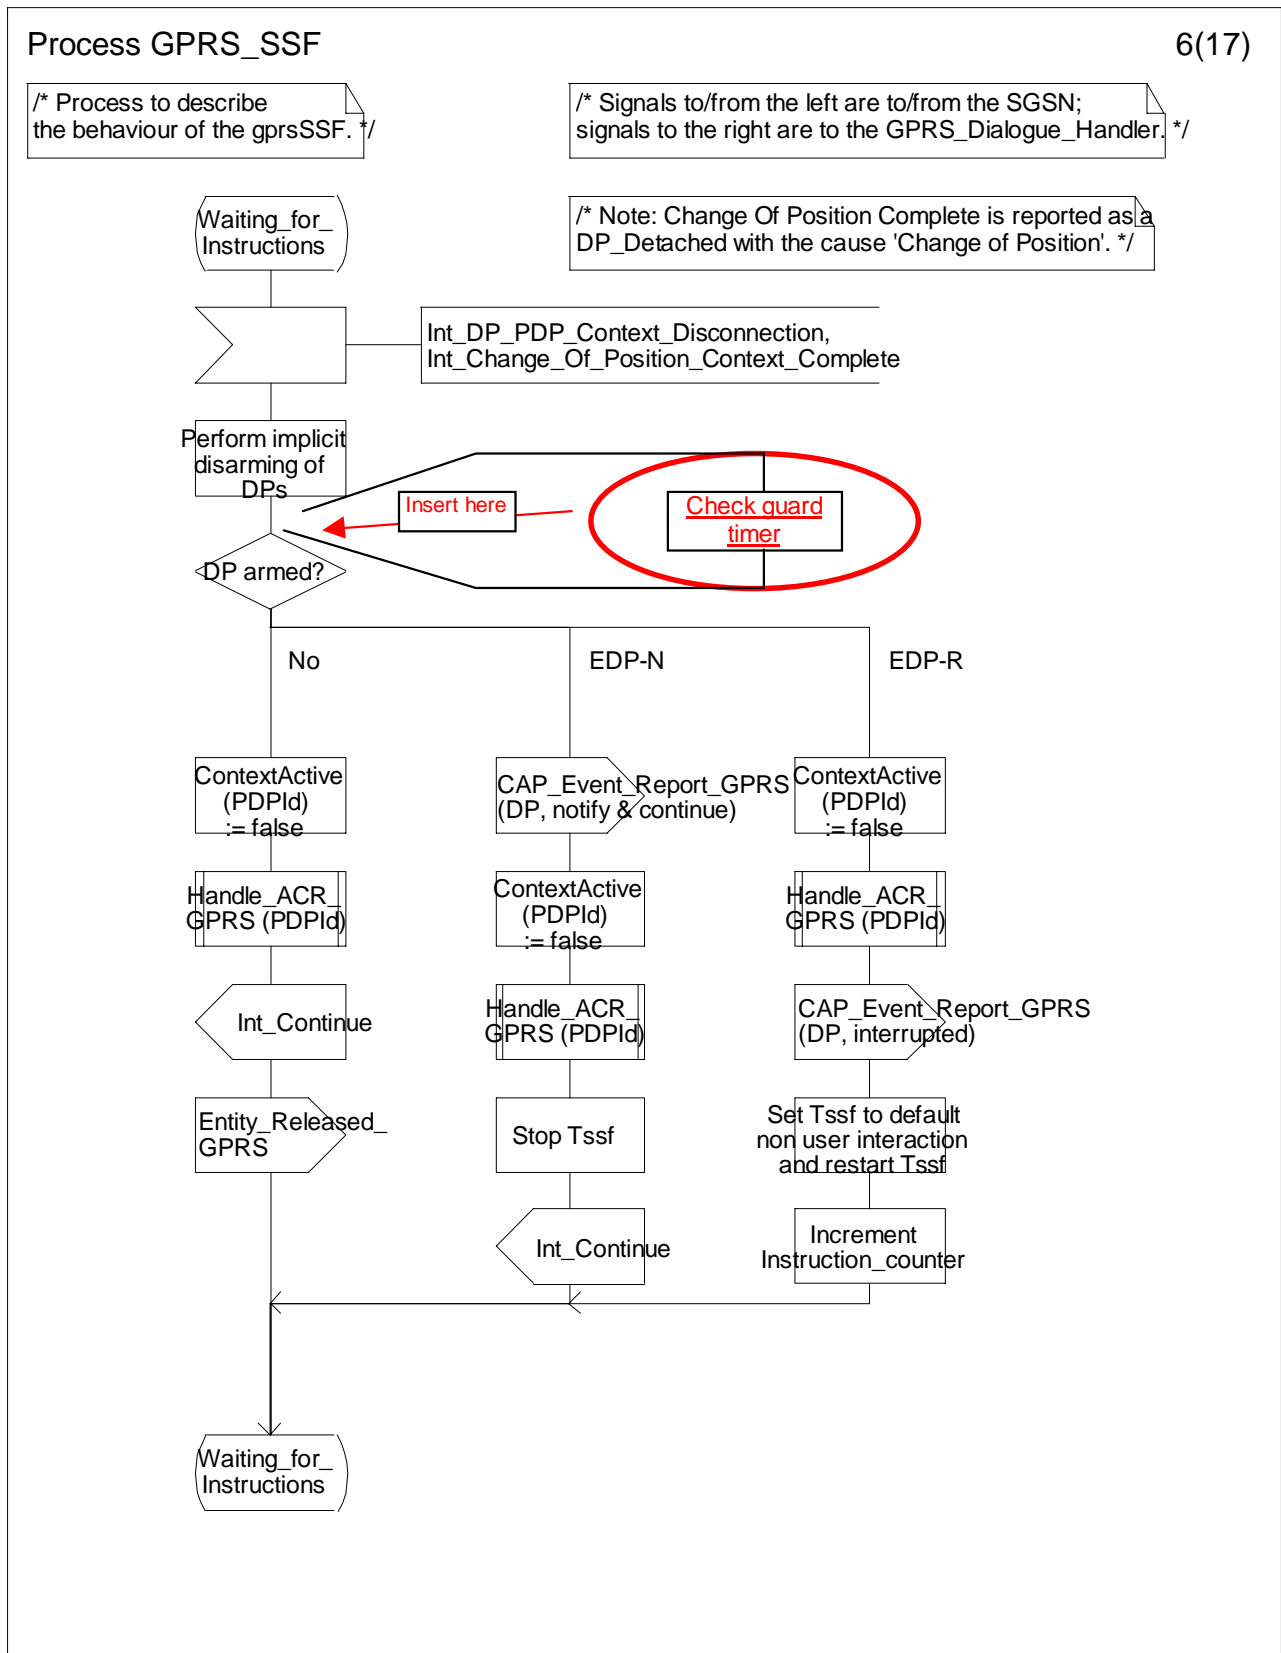 Process GPRS_SSF
6(17)
/* Process to describe
the behaviour of the gprsSSF. */
/* Signals to/from the left are to/from the SGSN;
signals to the right are to the GPRS_Dialogue_Handler. */
/* Note: Change Of Position Complete is reported as a
DP_Detached with the cause 'Change of Position'. */
Waiting_for_
Instructions
Int_DP_PDP_Context_Disconnection,
Int_Change_Of_Position_Context_Complete
Perform implicit
disarming of
DPs
Insert here
Check guard
timer
DP armed?
No
EDP-N
EDP-R
ContextActive
(PDPId)
:= false
Handle_ACR_
GPRS (PDPId)
Int_Continue
Entity_Released_
GPRS
CAP_Event_Report_GPRS
(DP, notify & continue)
ContextActive
(PDPId)
:= false
Handle_ACR_
GPRS (PDPId)
Stop Tssf
Int_Continue
ContextActive
(PDPId)
:= false
Handle_ACR_
GPRS (PDPId)
CAP_Event_Report_GPRS
(DP, interrupted)
Set Tssf to default
non user interaction
and restart Tssf
Increment
Instruction_counter
Waiting_for_
Instructions